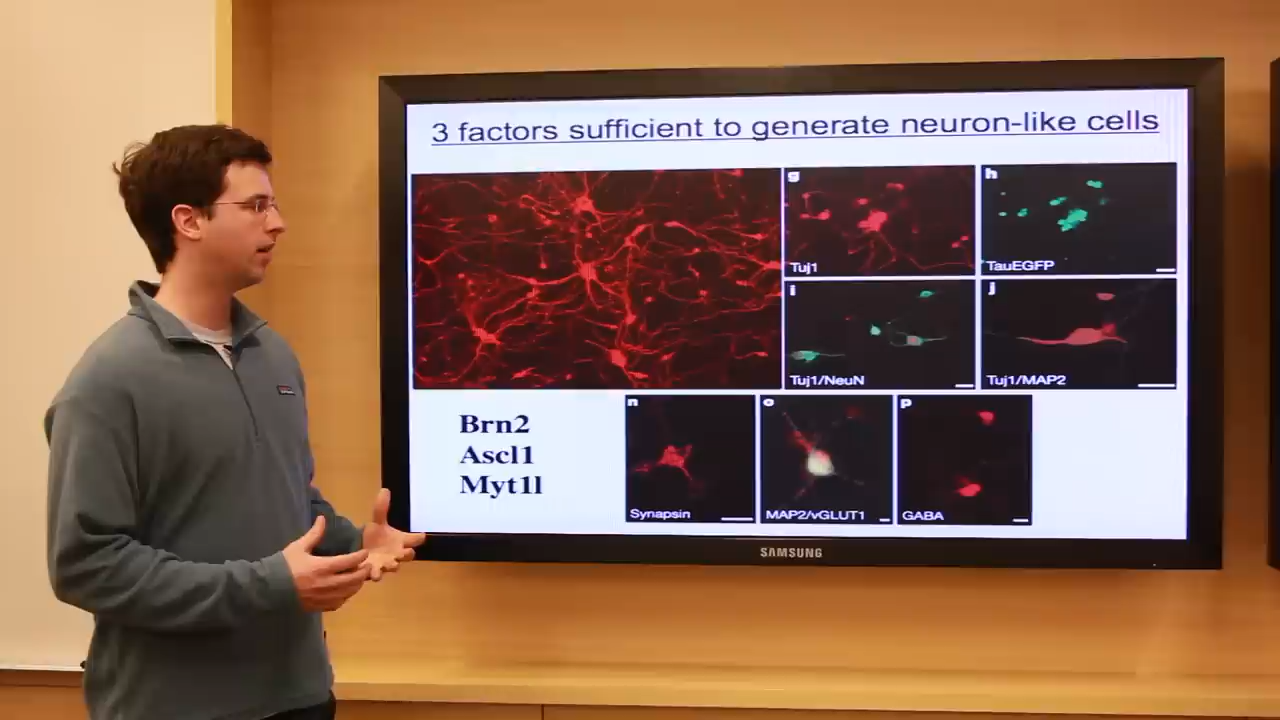 3 factors sufficient to generate neuron-like cells
g
h
Tuj1
TauEGFP
i
j
Tuj1/NeuN
Tuj1/MAP2
Brn2
Ascl1
Myt1l
n
o
p
Synapsin
MAP2/vGLUT1
GABA
SAMSUNG